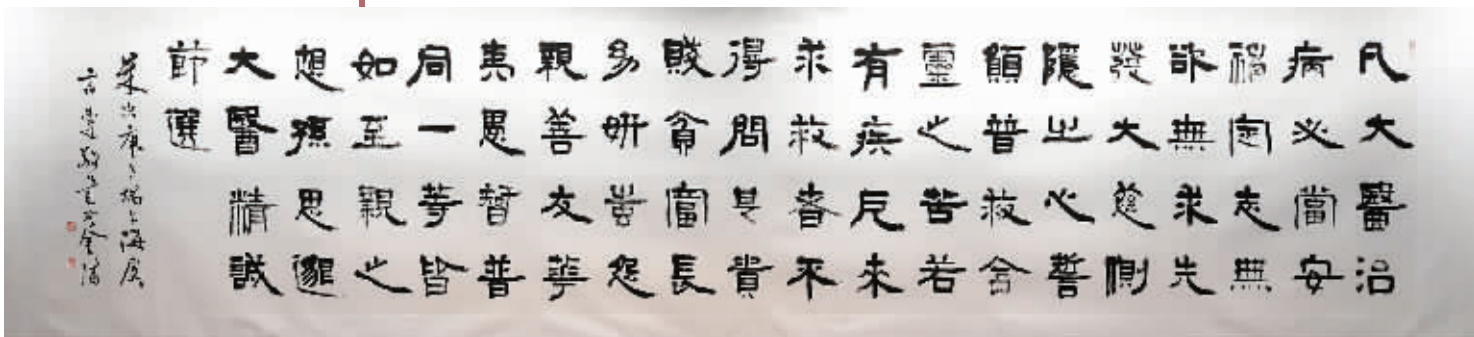 凡大醫治
病必當安
神定志無
欲無求先
發大慈惻
隱之心誓
願普救含
靈之苦若
有疾厄來
求救者不
得問其貴
賤貧富長
幼妍蚩怨
親善友華
夷愚智普
同一等皆
如至親之
想孫思邈
大醫精誠
節選